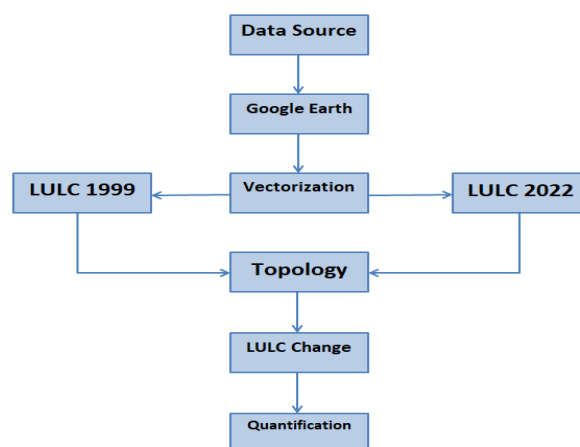 Data Source
Google Earth
LULC 1999
Vectorization
LULC 2022
Topology
LULC Change
Quantification